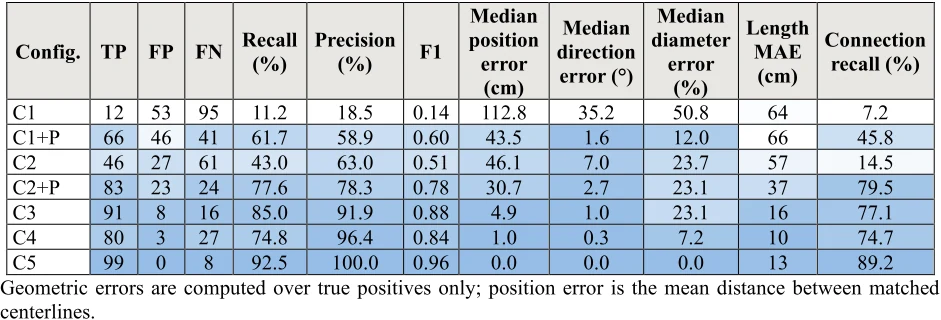 Config. TP FP FN Recall (%) Precision (%) F1 Median position error (cm) Median direction error (°) Median diameter error (%) Length MAE (cm) Connection recall (%)
C1 12 53 95 11.2 18.5 0.14 112.8 35.2 50.8 64 7.2
C1+P 66 46 41 61.7 58.9 0.60 43.5 1.6 12.0 66 45.8
C2 46 27 61 43.0 63.0 0.51 46.1 7.0 23.7 57 14.5
C2+P 83 23 24 77.6 78.3 0.78 30.7 2.7 23.1 37 79.5
C3 91 8 16 85.0 91.9 0.88 4.9 1.0 23.1 16 77.1
C4 80 3 27 74.8 96.4 0.84 1.0 0.3 7.2 10 74.7
C5 99 0 8 92.5 100.0 0.96 0.0 0.0 0.0 13 89.2
Geometric errors are computed over true positives only; position error is the mean distance between matched
centerlines.